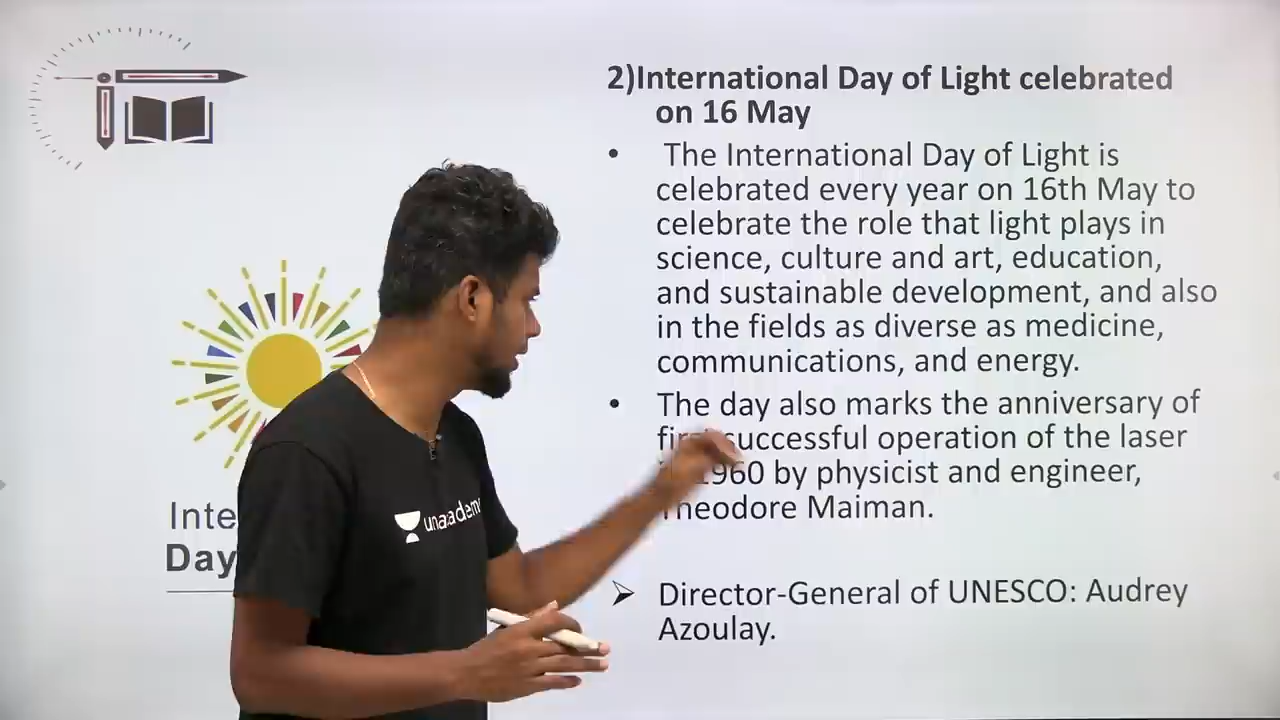 2)International Day of Light celebrated
on 16 May
• The International Day of Light is
celebrated every year on 16th May to
celebrate the role that light plays in
science, culture and art, education,
and sustainable development, and also
in the fields as diverse as medicine,
communications, and energy.
• The day also marks the anniversary of
successful operation of the laser
1960 by physicist and engineer,
Theodore Maiman.
➢ Director-General of UNESCO: Audrey
Azoulay.
Inte
Day
unacademy